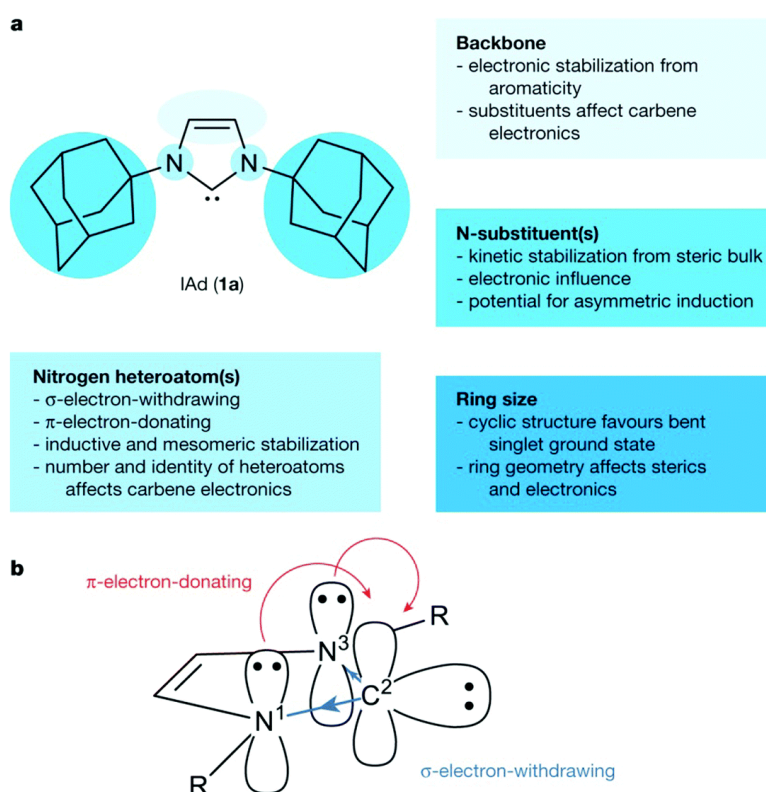 a
Backbone
- electronic stabilization from
aromaticity
- substituents affect carbene
electronics
N
N
IAd (1a)
N-substituent(s)
- kinetic stabilization from steric bulk
- electronic influence
- potential for asymmetric induction
Nitrogen heteroatom(s)
- σ-electron-withdrawing
- π-electron-donating
- inductive and mesomeric stabilization
- number and identity of heteroatoms
affects carbene electronics
Ring size
- cyclic structure favours bent
singlet ground state
- ring geometry affects sterics
and electronics
b
π-electron-donating
R
N³
C²
N¹
R
σ-electron-withdrawing